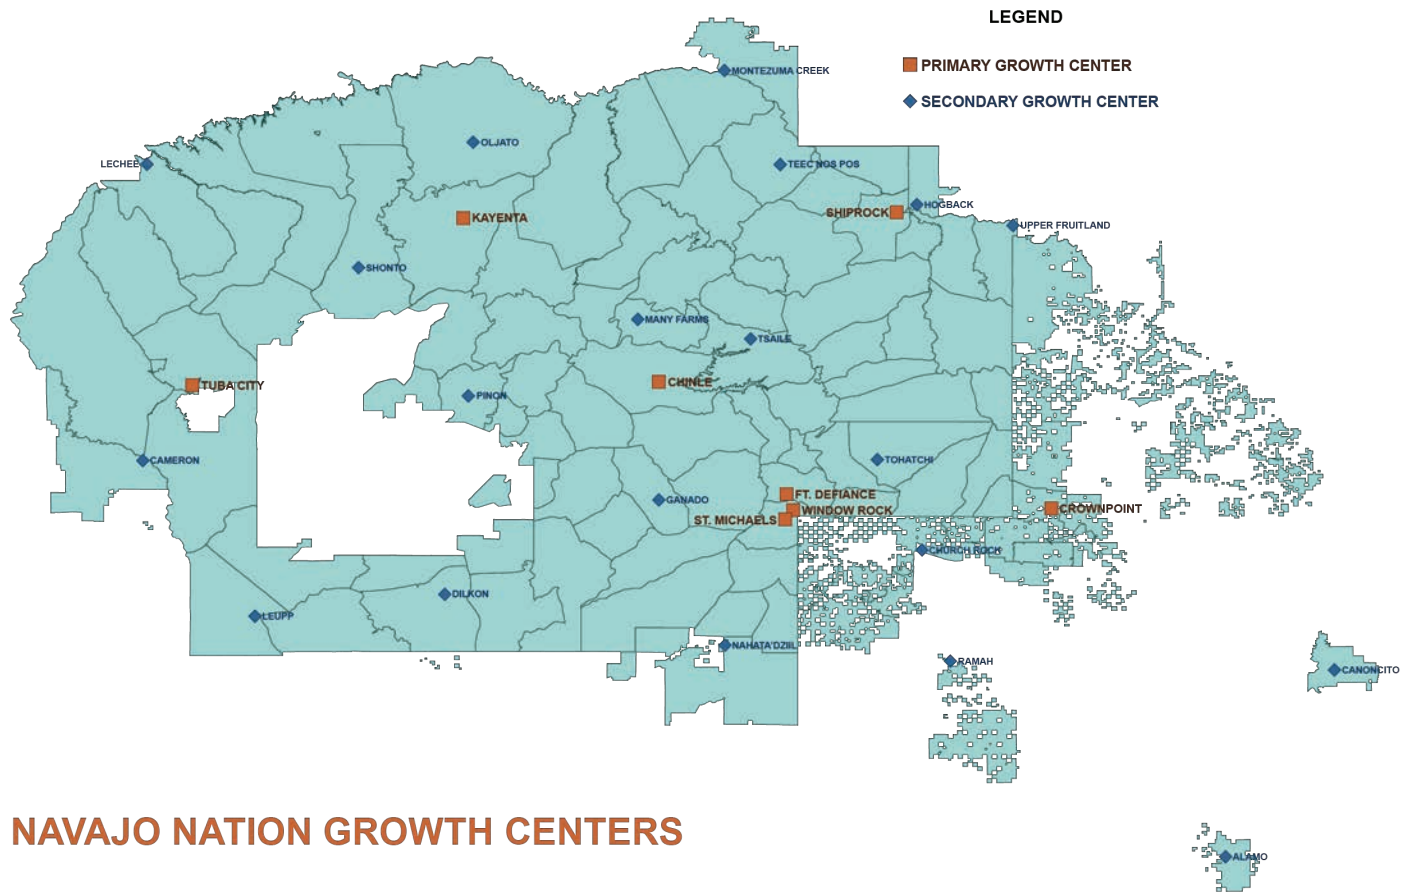 LEGEND
PRIMARY GROWTH CENTER
SECONDARY GROWTH CENTER
MONTEZUMA CREEK
OLJATO
LECHEE
TEEC NOS POS
HOGBACK
SHIPROCK
KAYENTA
UPPER FRUITLAND
SHONTO
MANY FARMS
TSAILE
CHINLE
TUBA CITY
PINON
CAMERON
TOHATCHI
FT. DEFIANCE
GANADO
WINDOW ROCK
CROWNPOINT
ST. MICHAELS
CHURCH ROCK
DILKON
LEUPP
NAHATA'DZIIL
RAMAH
CANONCITO
NAVAJO NATION GROWTH CENTERS
ALAMO